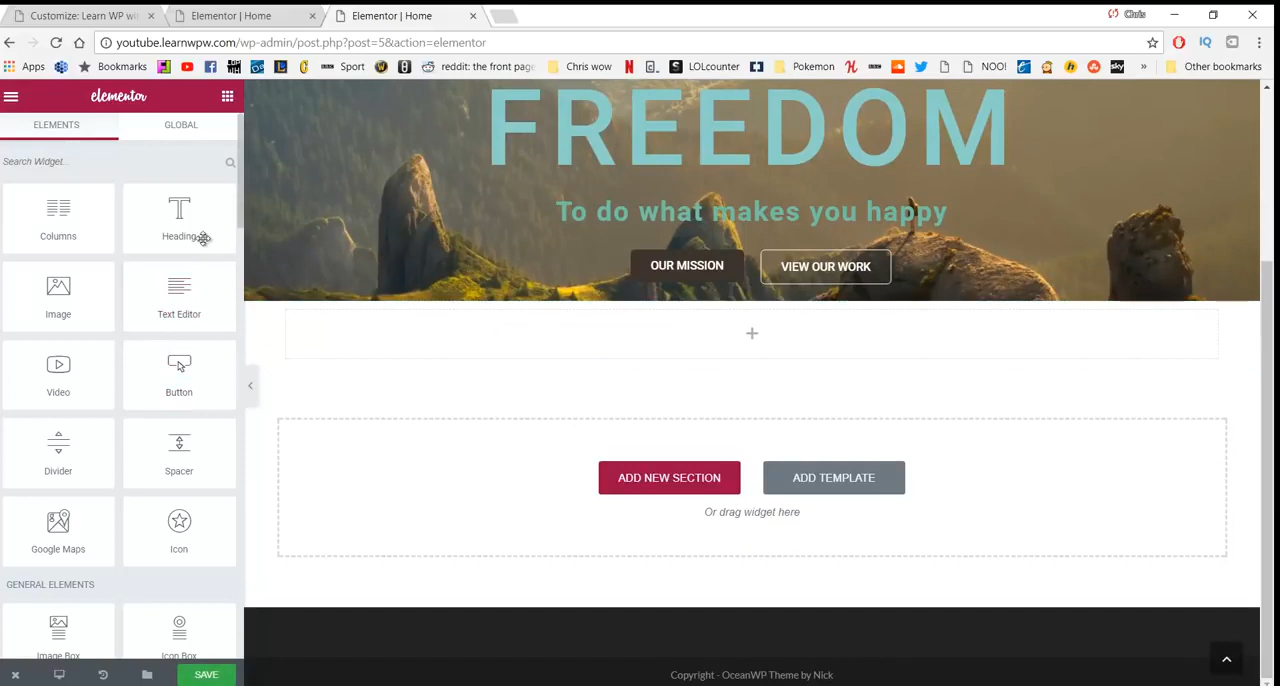 Customize: Learn WP wit
Elementor | Home
Elementor | Home
Chris
youtube.learnwpw.com/wp-admin/post.php?post=5&action=elementor
Apps
Bookmarks
Sport
reddit: the front page
LOLcounter
Chris wow
Pokemon
NOO!
sky
»
Other bookmarks
elementor
ELEMENTS
GLOBAL
Search Widget...
Columns
Heading
Image
Text Editor
Video
Button
Divider
Spacer
Google Maps
Icon
GENERAL ELEMENTS
Image Box
Icon Box
SAVE
FREEDOM
To do what makes you happy
OUR MISSION
VIEW OUR WORK
ADD NEW SECTION
ADD TEMPLATE
Or drag widget here
Copyright - OceanWP Theme by Nick